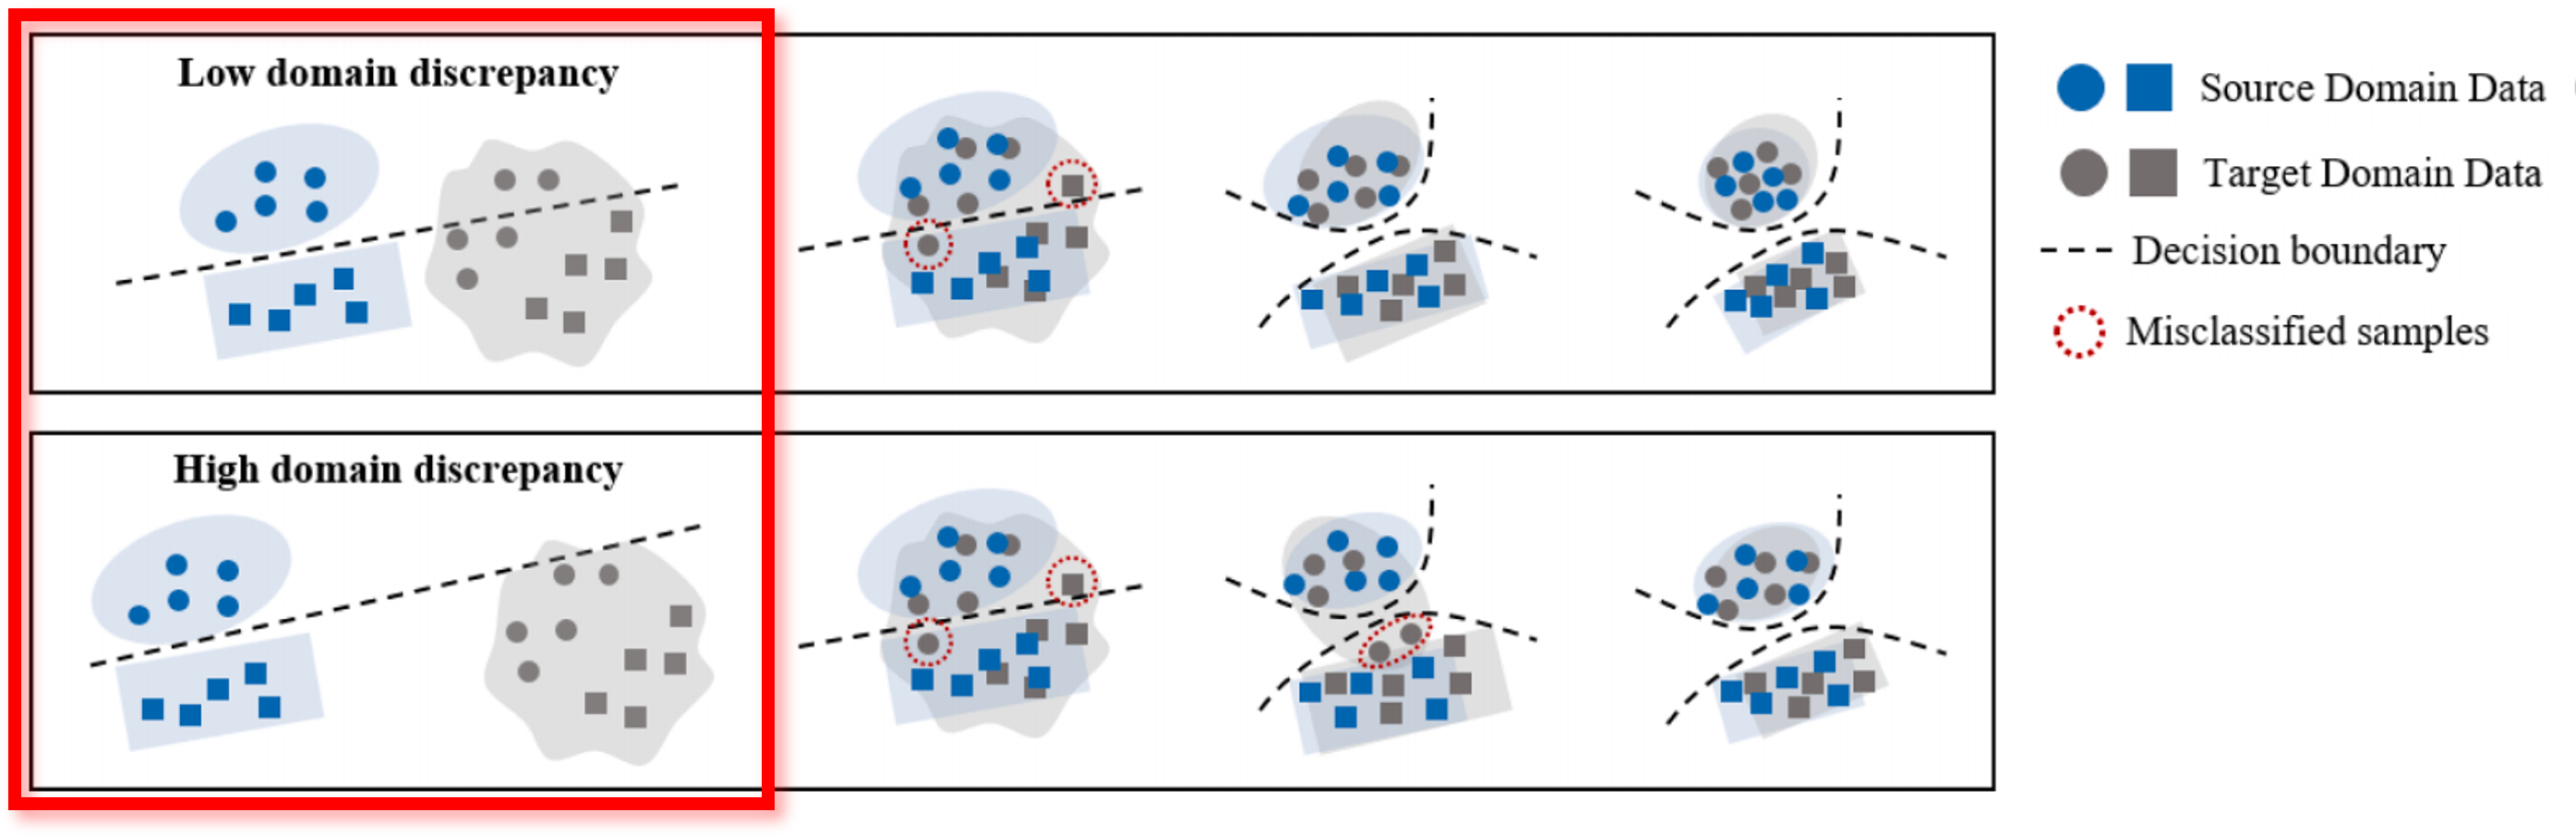 Low domain discrepancy
Source Domain Data
Target Domain Data
Decision boundary
Misclassified samples
High domain discrepancy